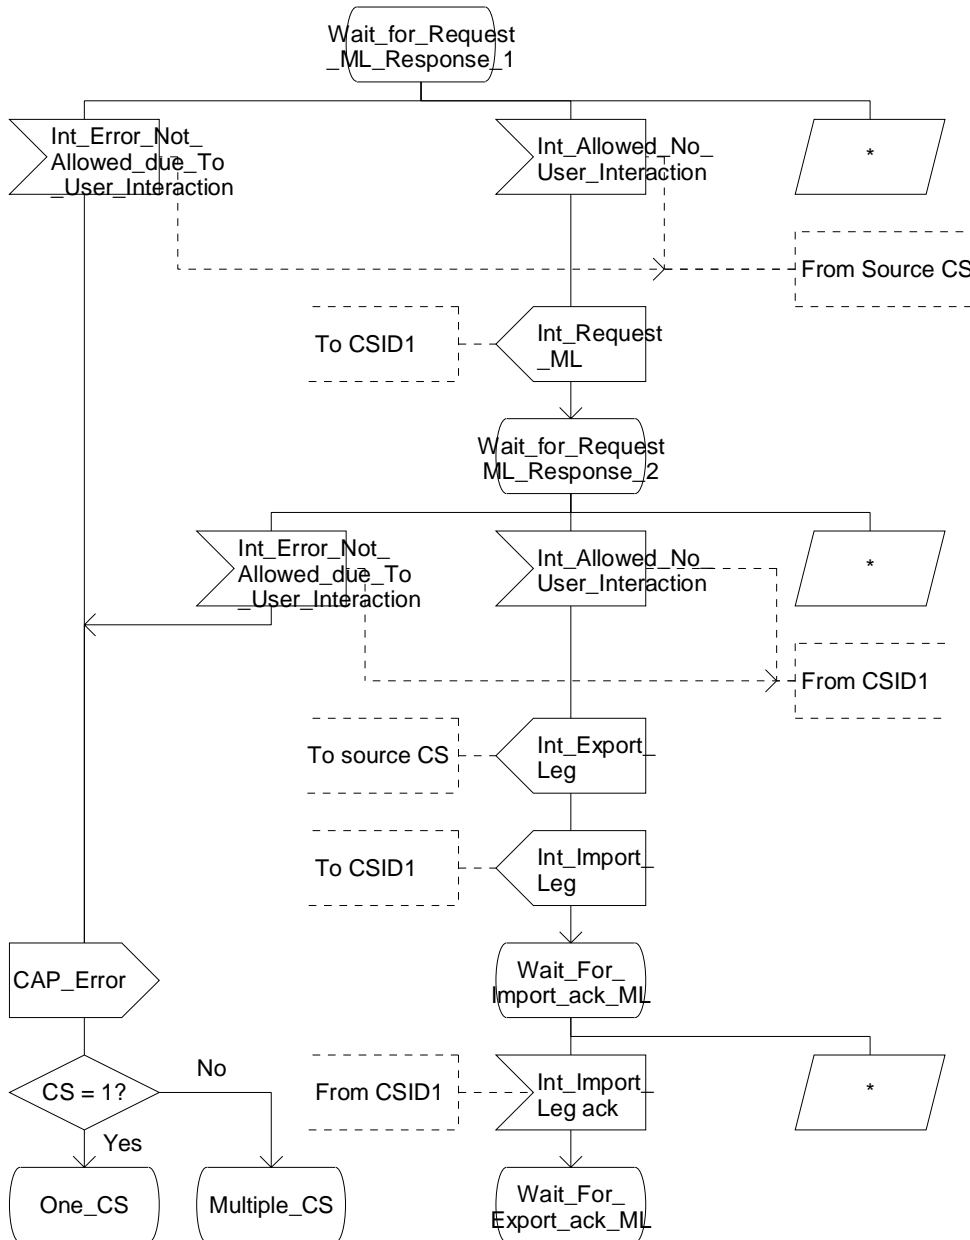 Wait_for_Request
_ML_Response_1
Int_Error_Not_
Allowed_due_To
_User_Interaction
Int_Allowed_No_
User_Interaction
*
From Source CS
To CSID1
Int_Request
_ML
Wait_for_Request
ML_Response_2
Int_Error_Not_
Allowed_due_To
_User_Interaction
Int_Allowed_No_
User_Interaction
*
From CSID1
To source CS
Int_Export_
Leg
To CSID1
Int_Import_
Leg
CAP_Error
Wait_For_
Import_ack_ML
CS = 1?
No
Yes
From CSID1
Int_Import_
Leg ack
*
One_CS
Multiple_CS
Wait_For_
Export_ack_ML